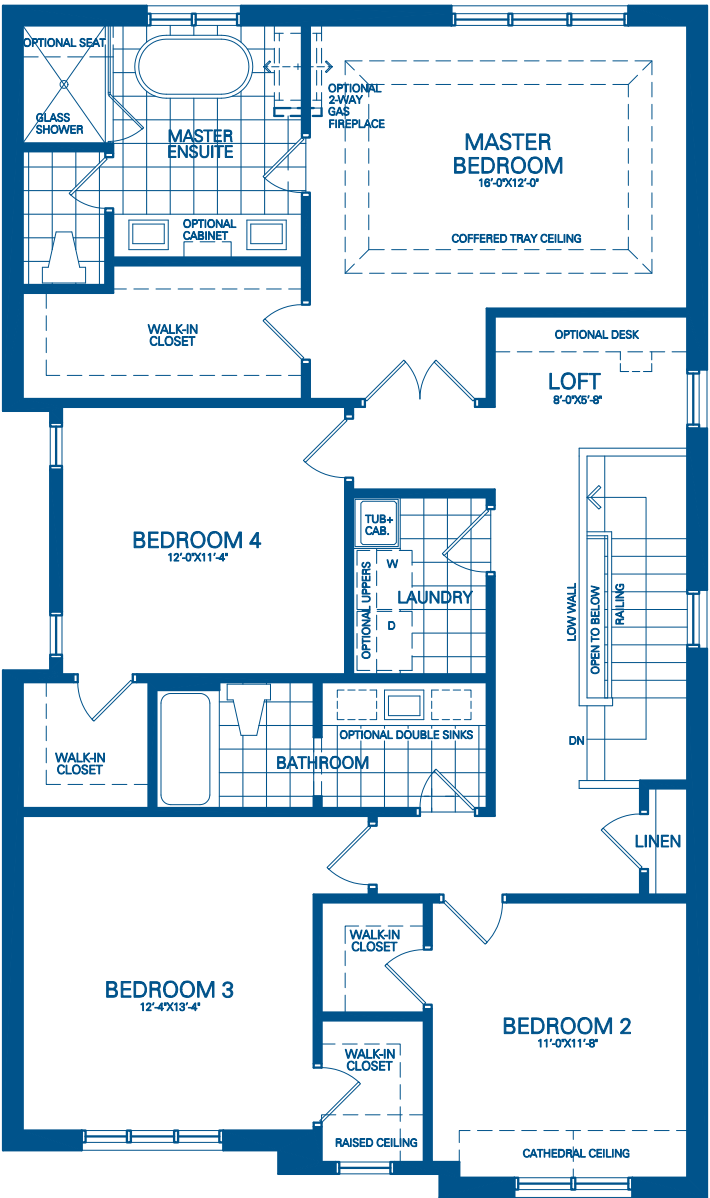 OPTIONAL SEAT
GLASS
SHOWER
MASTER
ENSUITE
OPTIONAL
2-WAY
GAS
FIREPLACE
MASTER
BEDROOM
16'-0"X12'-0"
COFFERED TRAY CEILING
OPTIONAL
CABINET
WALK-IN
CLOSET
OPTIONAL DESK
LOFT
8'-0"X5'-8"
BEDROOM 4
12'-0"X11'-4"
TUB+
CAB.
W
OPTIONAL UPPERS
LAUNDRY
D
LOW WALL
OPEN TO BELOW
RAILING
DN
WALK-IN
CLOSET
OPTIONAL DOUBLE SINKS
BATHROOM
LINEN
BEDROOM 3
12'-4"X13'-4"
WALK-IN
CLOSET
BEDROOM 2
11'-0"X11'-8"
WALK-IN
CLOSET
RAISED CEILING
CATHEDRAL CEILING